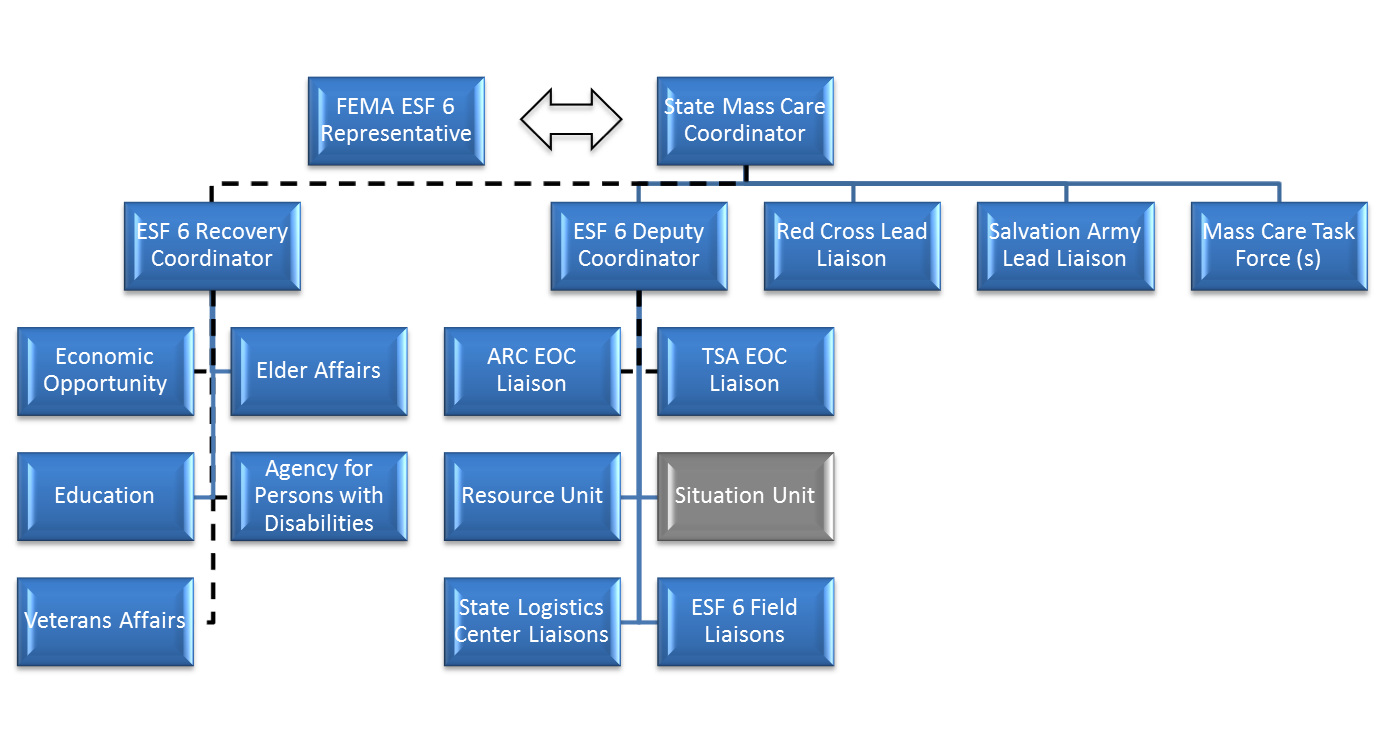 FEMA ESF 6
Representative
State Mass Care
Coordinator
ESF 6 Recovery
Coordinator
ESF 6 Deputy
Coordinator
Red Cross Lead
Liaison
Salvation Army
Lead Liaison
Mass Care Task
Force (s)
Economic
Opportunity
Elder Affairs
ARC EOC
Liaison
TSA EOC
Liaison
Education
Agency for
Persons with
Disabilities
Resource Unit
Situation Unit
Veterans Affairs
State Logistics
Center Liaisons
ESF 6 Field
Liaisons